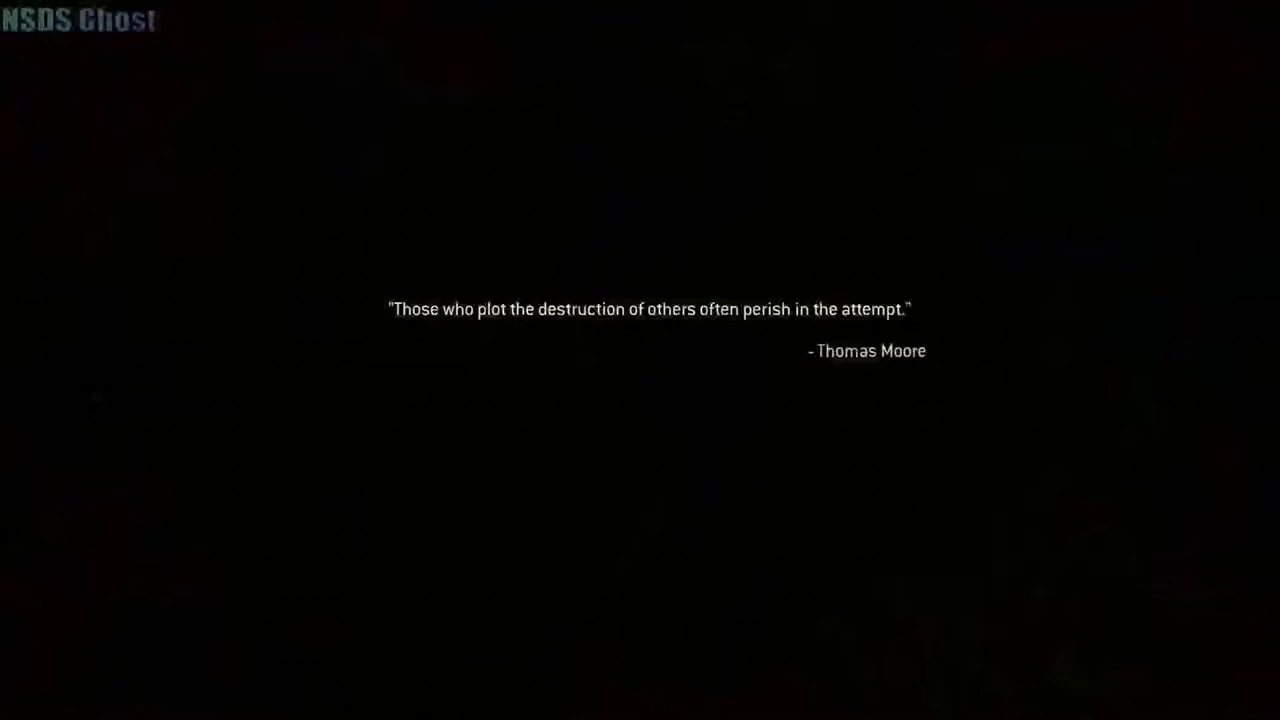 NSDS Ghost
"Those who plot the destruction of others often perish in the attempt."
- Thomas Moore